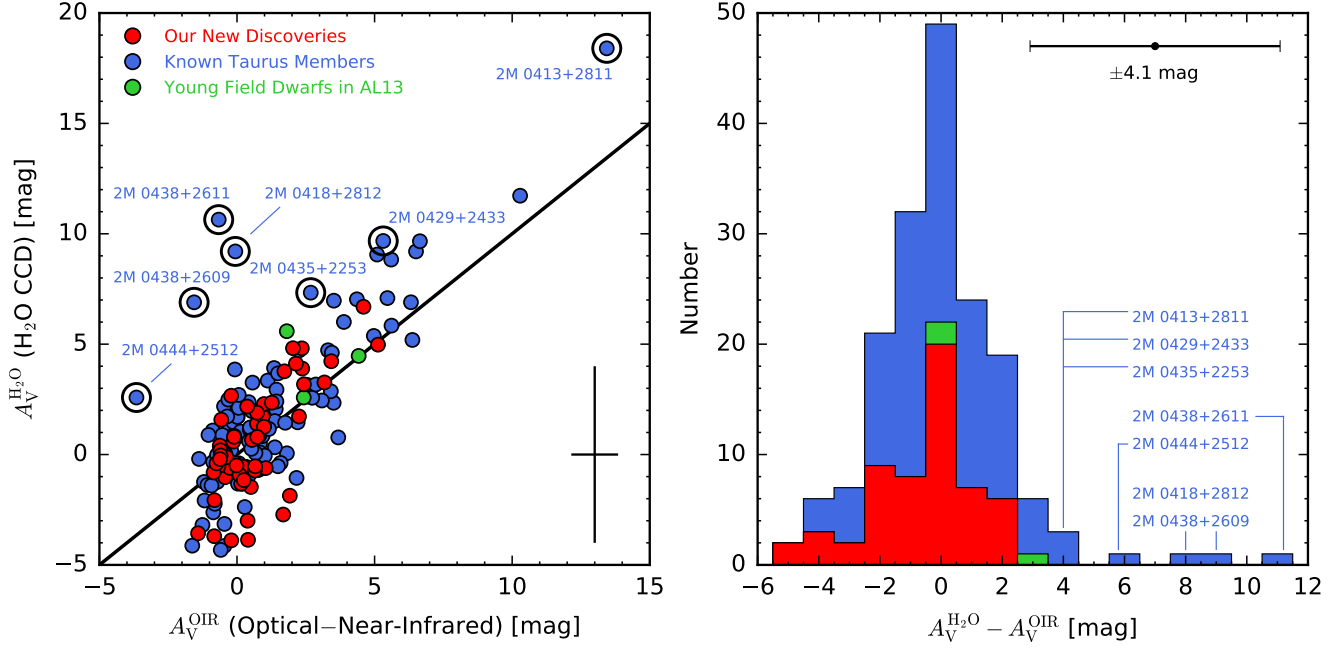 20
15
10
5
0
−5
−5
0
5
10
15
A_V^{H₂O} (H₂O CCD) [mag]
A_V^{OIR} (Optical−Near-Infrared) [mag]
Our New Discoveries
Known Taurus Members
Young Field Dwarfs in AL13
2M 0413+2811
2M 0438+2611
2M 0418+2812
2M 0429+2433
2M 0438+2609
2M 0435+2253
2M 0444+2512
50
40
30
20
10
0
−6
−4
−2
0
2
4
6
8
10
12
Number
A_V^{H₂O} − A_V^{OIR} [mag]
±4.1 mag
2M 0413+2811
2M 0429+2433
2M 0435+2253
2M 0438+2611
2M 0444+2512
2M 0418+2812
2M 0438+2609